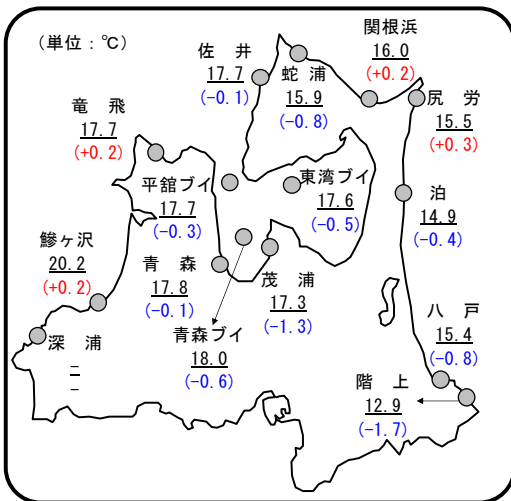 （単位：℃）
佐井
17.7
(-0.1)
蛇浦
15.9
(-0.8)
関根浜
16.0
(+0.2)
尻労
15.5
(+0.3)
竜飛
17.7
(+0.2)
平舘ブイ
17.7
(-0.3)
東湾ブイ
17.6
(-0.5)
泊
14.9
(-0.4)
鰺ヶ沢
20.2
(+0.2)
青森
17.8
(-0.1)
茂浦
17.3
(-1.3)
深浦
--
--
青森ブイ
18.0
(-0.6)
八戸
15.4
(-0.8)
階上
12.9
(-1.7)